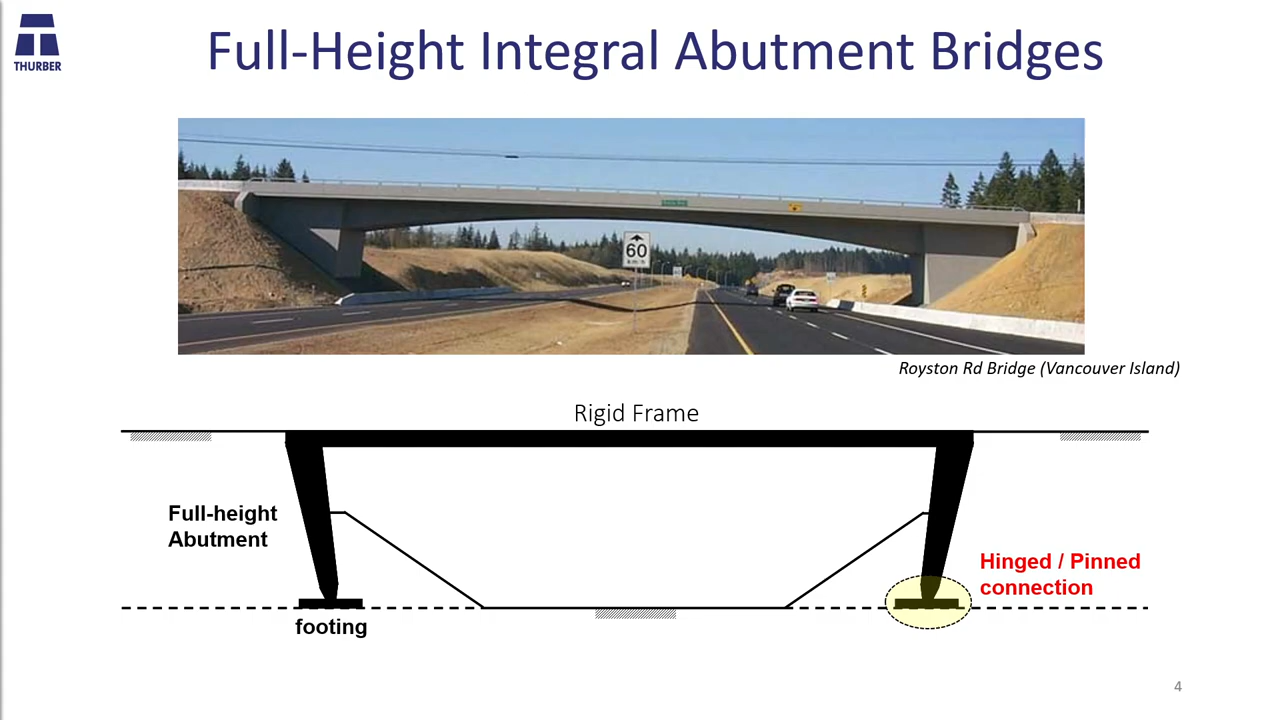 THURBER
Full-Height Integral Abutment Bridges
60
km/h
Royston Rd Bridge (Vancouver Island)
Rigid Frame
Full-height
Abutment
Hinged / Pinned
connection
footing
4